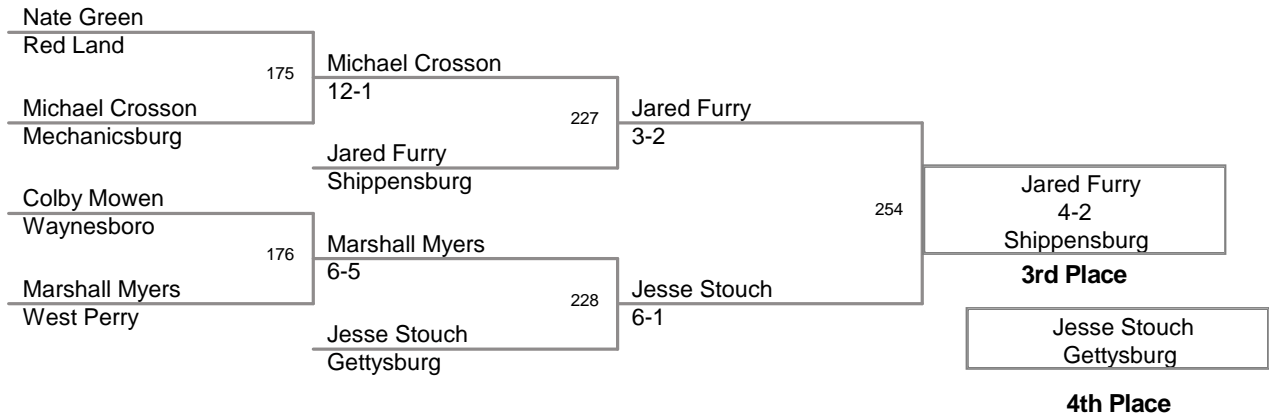 Nate Green
Red Land
175
Michael Crosson
12-1
Michael Crosson
Mechanicsburg
227
Jared Furry
3-2
Jared Furry
Shippensburg
Colby Mowen
Waynesboro
176
Marshall Myers
6-5
Marshall Myers
West Perry
228
Jesse Stouch
6-1
Jesse Stouch
Gettysburg
254
Jared Furry
4-2
Shippensburg
3rd Place
Jesse Stouch
Gettysburg
4th Place